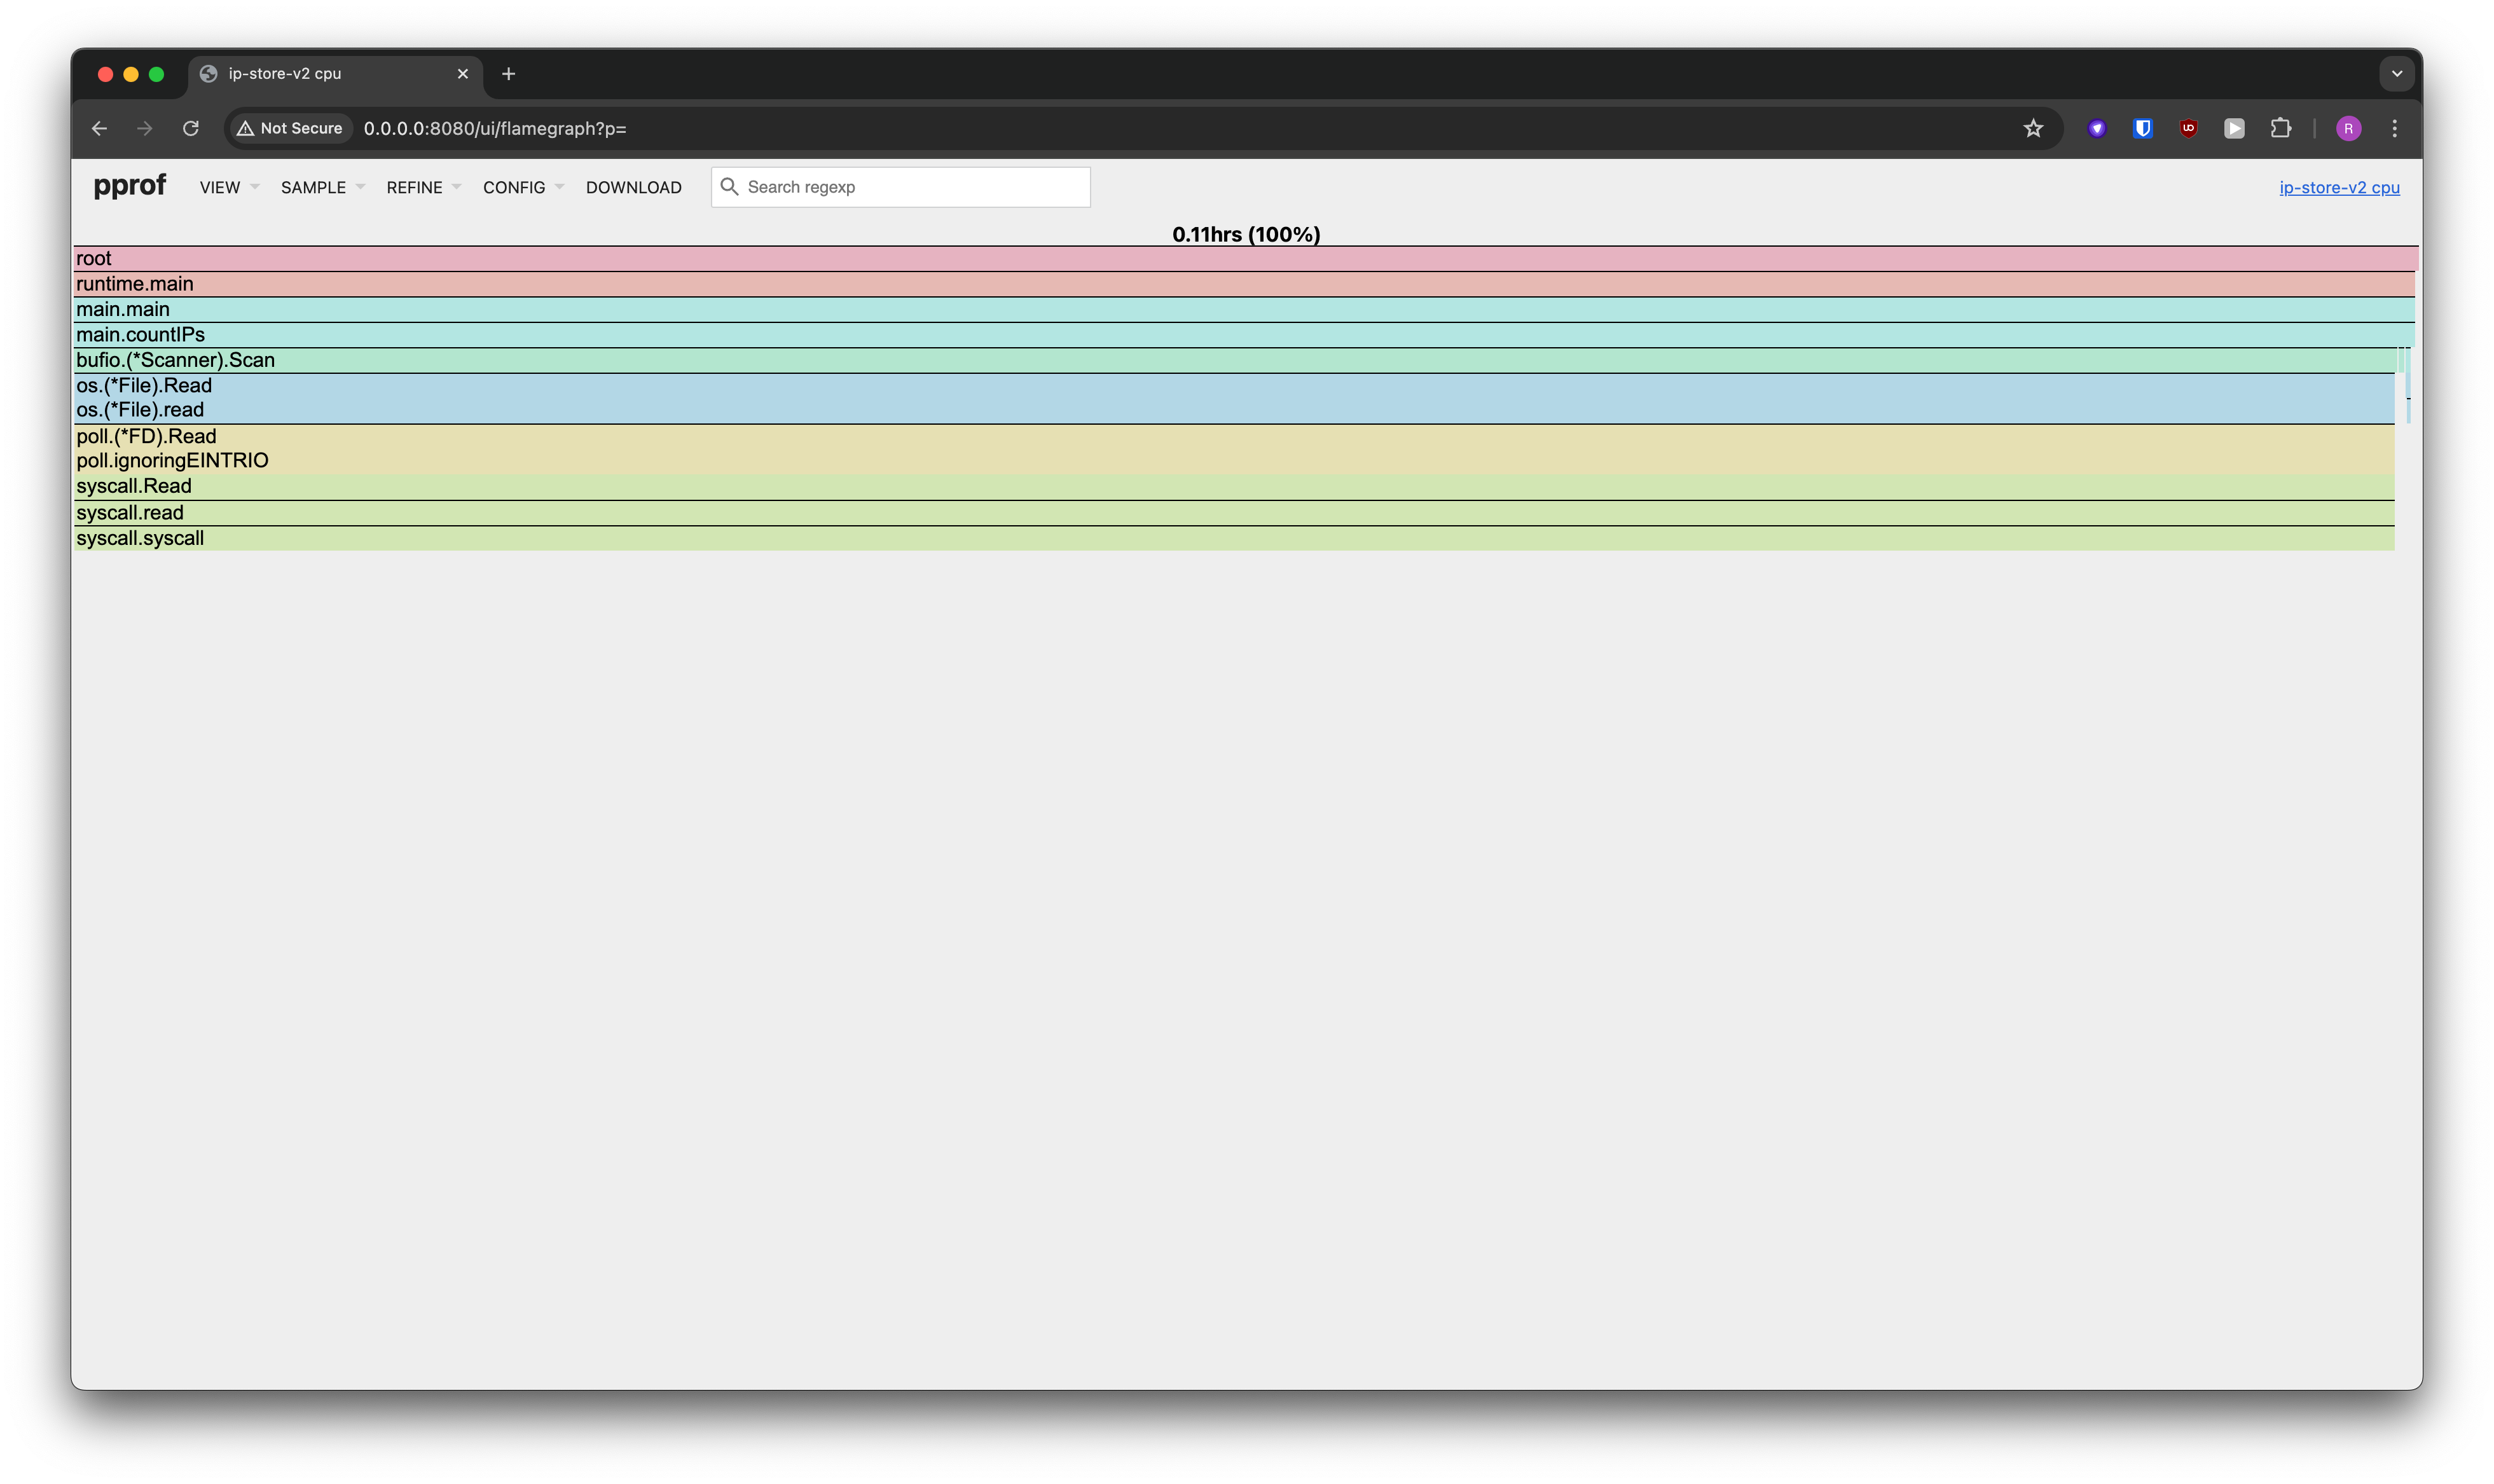 ip-store-v2 cpu
Not Secure 0.0.0.0:8080/ui/flamegraph?p=
R
pprof VIEW SAMPLE REFINE CONFIG DOWNLOAD Search regexp ip-store-v2 cpu
0.11hrs (100%)
root
runtime.main
main.main
main.countIPs
bufio.(*Scanner).Scan
os.(*File).Read
os.(*File).read
poll.(*FD).Read
poll.ignoringEINTRIO
syscall.Read
syscall.read
syscall.syscall